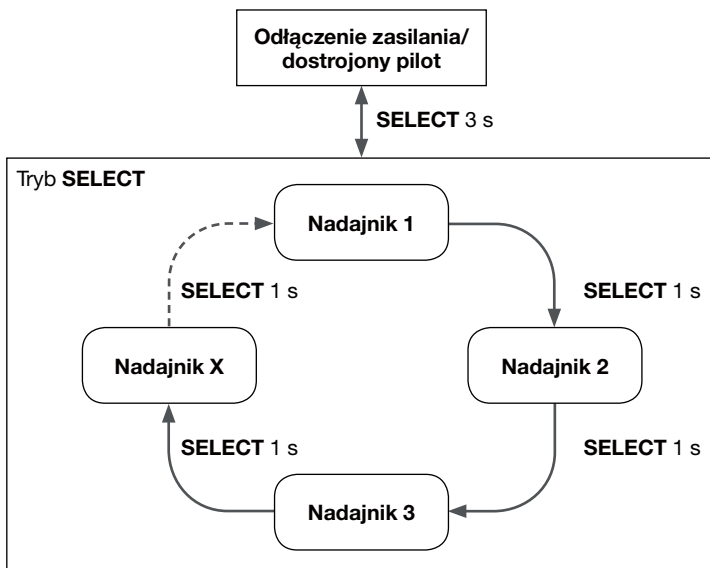 Odłączenie zasilania/
dostrojony pilot
SELECT 3 s
Tryb SELECT
Nadajnik 1
SELECT 1 s
SELECT 1 s
Nadajnik X
Nadajnik 2
SELECT 1 s
SELECT 1 s
Nadajnik 3